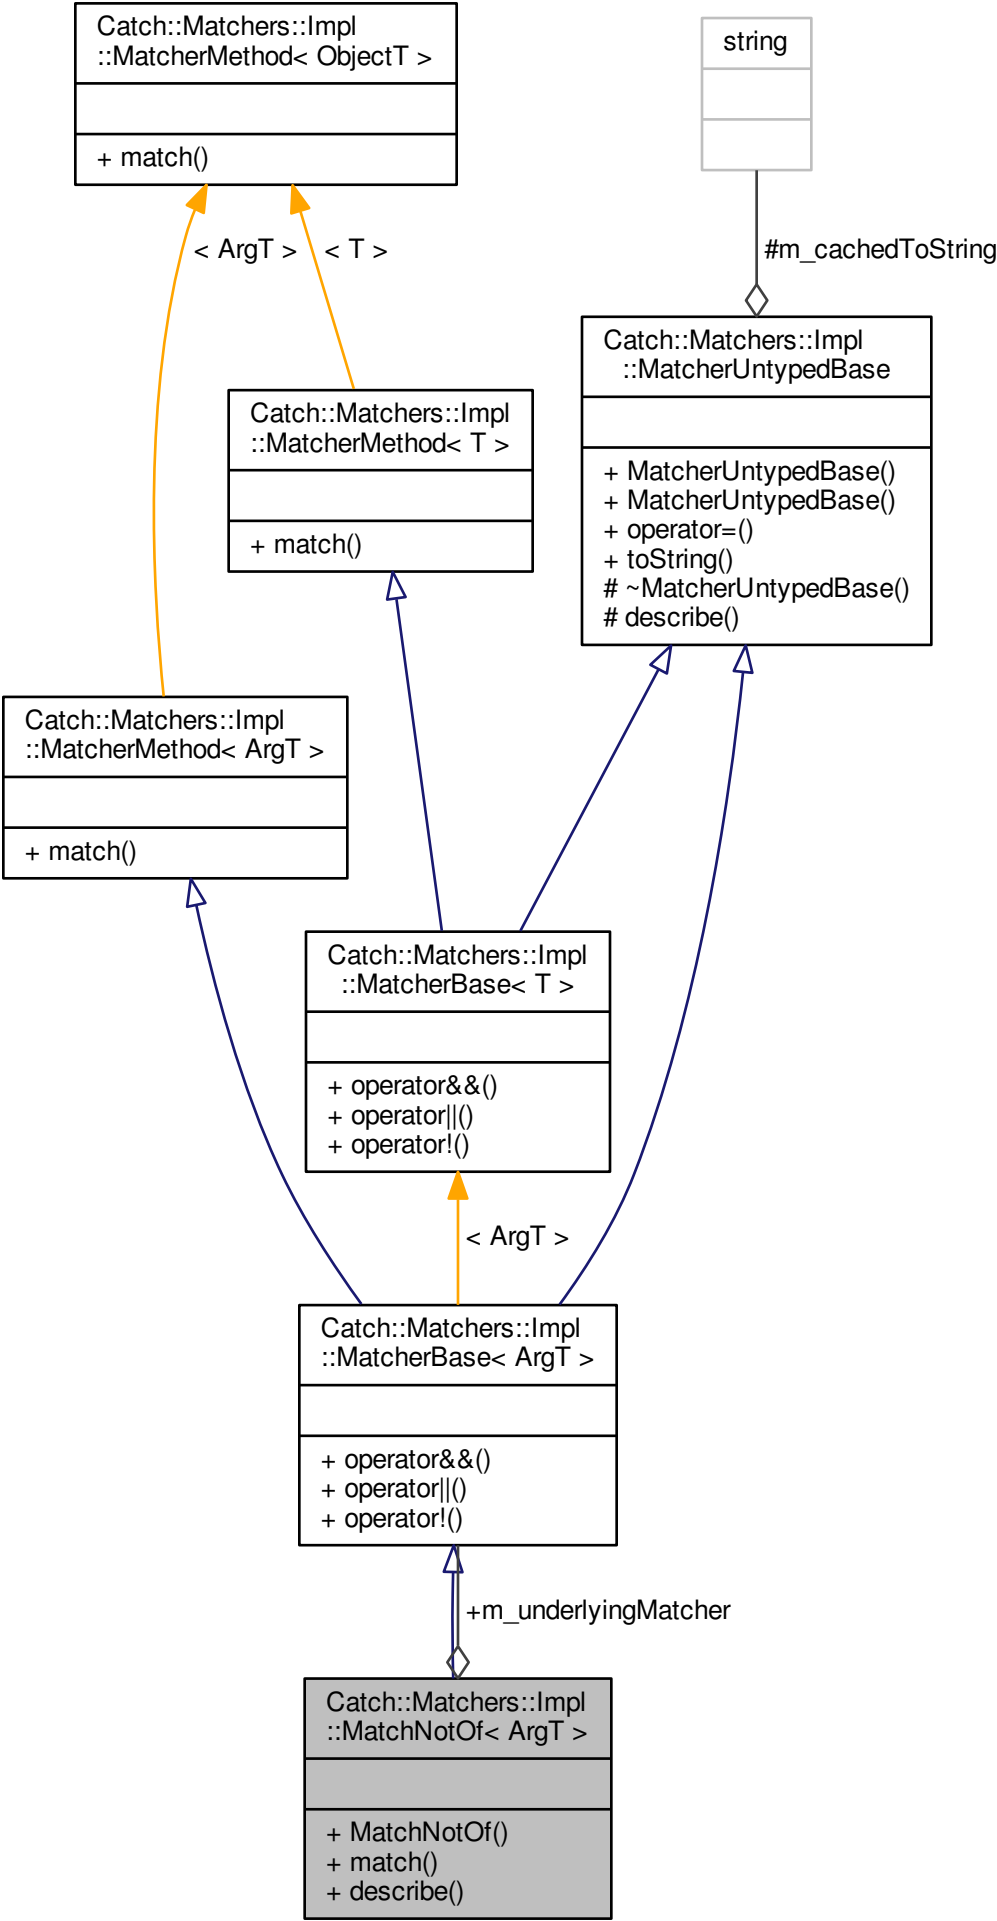 Catch::Matchers::Impl
::MatcherMethod< ObjectT >
+ match()
string
< ArgT >
< T >
#m_cachedToString
Catch::Matchers::Impl
::MatcherUntypedBase
+ MatcherUntypedBase()
+ MatcherUntypedBase()
+ operator=()
+ toString()
# ~MatcherUntypedBase()
# describe()
Catch::Matchers::Impl
::MatcherMethod< T >
+ match()
Catch::Matchers::Impl
::MatcherMethod< ArgT >
+ match()
Catch::Matchers::Impl
::MatcherBase< T >
+ operator&&()
+ operator||()
+ operator!()
< ArgT >
Catch::Matchers::Impl
::MatcherBase< ArgT >
+ operator&&()
+ operator||()
+ operator!()
+m_underlyingMatcher
Catch::Matchers::Impl
::MatchNotOf< ArgT >
+ MatchNotOf()
+ match()
+ describe()